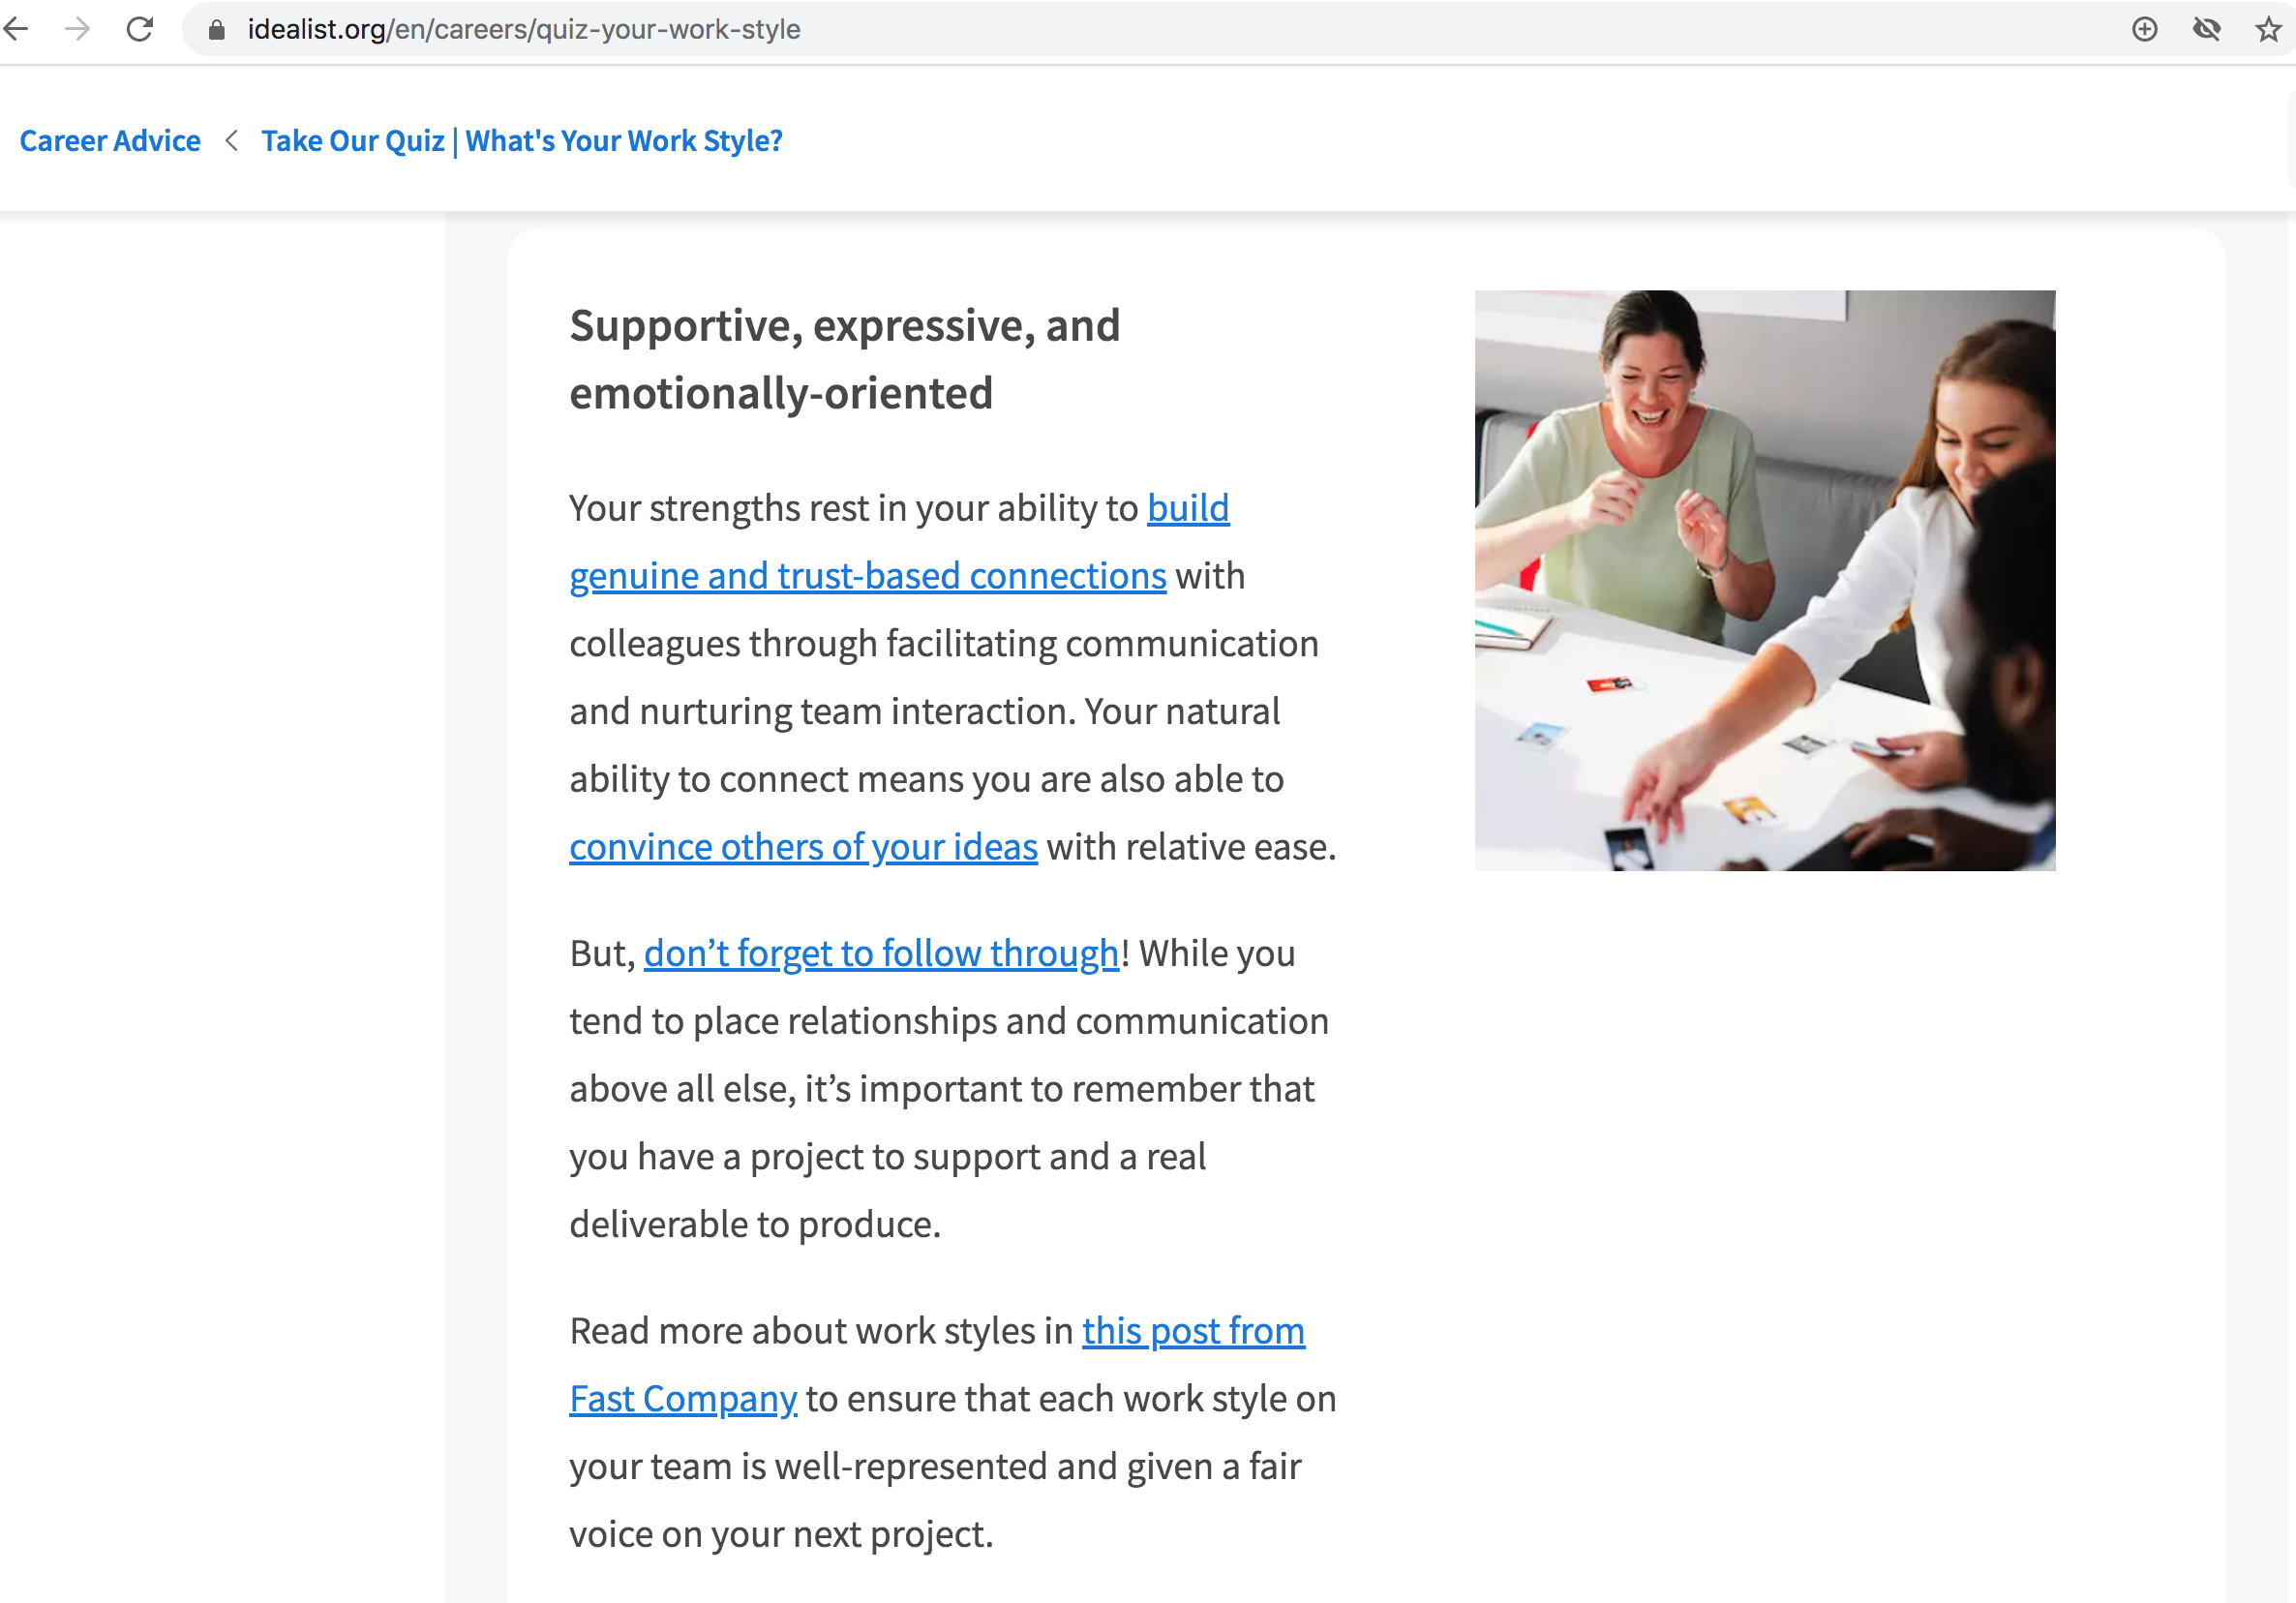 idealist.org/en/careers/quiz-your-work-style
Career Advice < Take Our Quiz | What's Your Work Style?
Supportive, expressive, and
emotionally-oriented
Your strengths rest in your ability to build
genuine and trust-based connections with
colleagues through facilitating communication
and nurturing team interaction. Your natural
ability to connect means you are also able to
convince others of your ideas with relative ease.
But, don’t forget to follow through! While you
tend to place relationships and communication
above all else, it’s important to remember that
you have a project to support and a real
deliverable to produce.
Read more about work styles in this post from
Fast Company to ensure that each work style on
your team is well-represented and given a fair
voice on your next project.